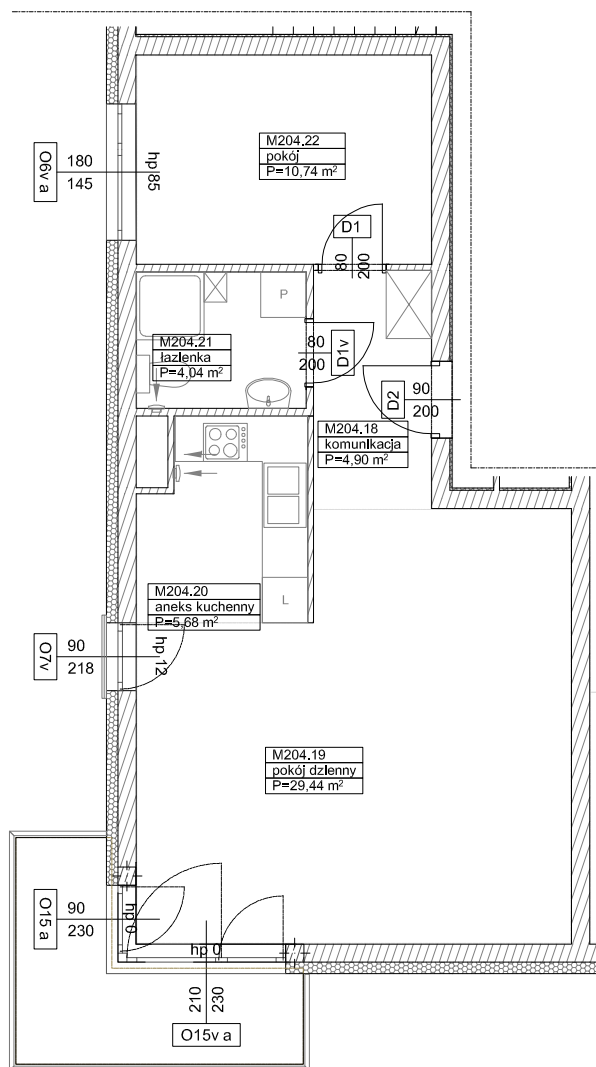 M204.22
pokój
P=10,74 m²
O6v a
180
145
hp 85
D1
80
200
P
M204.21
łazienka
P=4,04 m²
80
200
D1v
D2
90
200
M204.18
komunikacja
P=4,90 m²
M204.20
aneks kuchenny
P=5,68 m²
L
O7v
90
218
hp 12
M204.19
pokój dzienny
P=29,44 m²
O15 a
90
230
hp 0
hp 0
210
230
O15v a